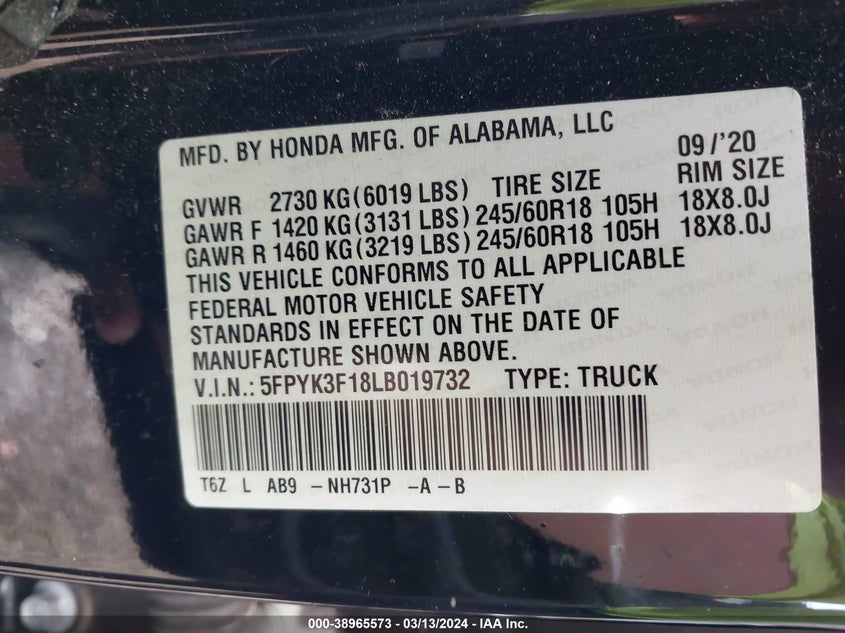 MFD. BY HONDA MFG. OF ALABAMA, LLC 09/'20
GVWR 2730 KG(6019 LBS) TIRE SIZE RIM SIZE
GAWR F 1420 KG(3131 LBS) 245/60R18 105H 18X8.0J
GAWR R 1460 KG(3219 LBS) 245/60R18 105H 18X8.0J
THIS VEHICLE CONFORMS TO ALL APPLICABLE
FEDERAL MOTOR VEHICLE SAFETY
STANDARDS IN EFFECT ON THE DATE OF
MANUFACTURE SHOWN ABOVE.
V.I.N.: 5FPYK3F18LB019732 TYPE: TRUCK
T6Z L AB9 -NH731P -A -B
000-38965573 - 03/13/2024 - IAA Inc.